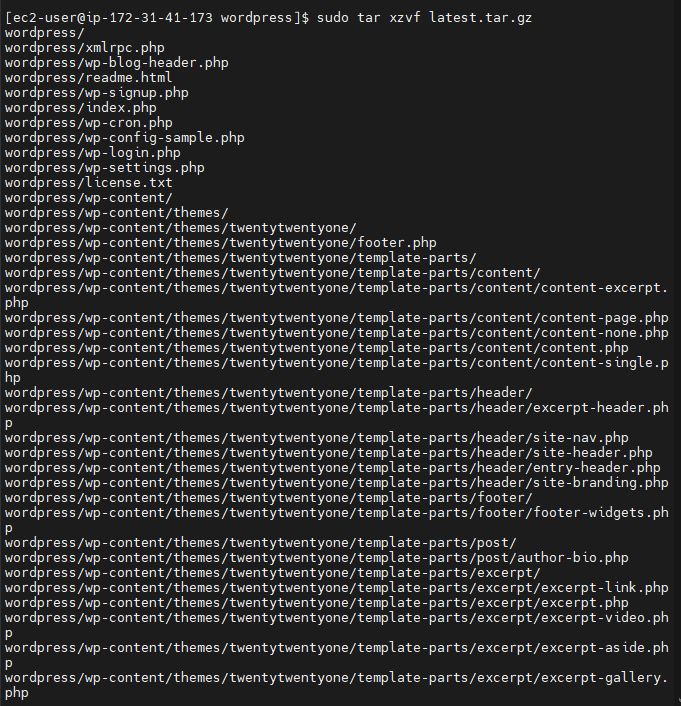 [ec2-user@ip-172-31-41-173 wordpress]$ sudo tar xzvf latest.tar.gz
wordpress/
wordpress/xmlrpc.php
wordpress/wp-blog-header.php
wordpress/readme.html
wordpress/wp-signup.php
wordpress/index.php
wordpress/wp-cron.php
wordpress/wp-config-sample.php
wordpress/wp-login.php
wordpress/wp-settings.php
wordpress/license.txt
wordpress/wp-content/
wordpress/wp-content/themes/
wordpress/wp-content/themes/twentytwentyone/
wordpress/wp-content/themes/twentytwentyone/footer.php
wordpress/wp-content/themes/twentytwentyone/template-parts/
wordpress/wp-content/themes/twentytwentyone/template-parts/content/
wordpress/wp-content/themes/twentytwentyone/template-parts/content/content-excerpt.
php
wordpress/wp-content/themes/twentytwentyone/template-parts/content/content-page.php
wordpress/wp-content/themes/twentytwentyone/template-parts/content/content-none.php
wordpress/wp-content/themes/twentytwentyone/template-parts/content/content.php
wordpress/wp-content/themes/twentytwentyone/template-parts/content/content-single.p
hp
wordpress/wp-content/themes/twentytwentyone/template-parts/header/
wordpress/wp-content/themes/twentytwentyone/template-parts/header/excerpt-header.ph
p
wordpress/wp-content/themes/twentytwentyone/template-parts/header/site-nav.php
wordpress/wp-content/themes/twentytwentyone/template-parts/header/site-header.php
wordpress/wp-content/themes/twentytwentyone/template-parts/header/entry-header.php
wordpress/wp-content/themes/twentytwentyone/template-parts/header/site-branding.php
wordpress/wp-content/themes/twentytwentyone/template-parts/footer/
wordpress/wp-content/themes/twentytwentyone/template-parts/footer/footer-widgets.ph
p
wordpress/wp-content/themes/twentytwentyone/template-parts/post/
wordpress/wp-content/themes/twentytwentyone/template-parts/post/author-bio.php
wordpress/wp-content/themes/twentytwentyone/template-parts/excerpt/
wordpress/wp-content/themes/twentytwentyone/template-parts/excerpt/excerpt-link.php
wordpress/wp-content/themes/twentytwentyone/template-parts/excerpt/excerpt.php
wordpress/wp-content/themes/twentytwentyone/template-parts/excerpt/excerpt-video.ph
p
wordpress/wp-content/themes/twentytwentyone/template-parts/excerpt/excerpt-aside.ph
p
wordpress/wp-content/themes/twentytwentyone/template-parts/excerpt/excerpt-gallery.
php